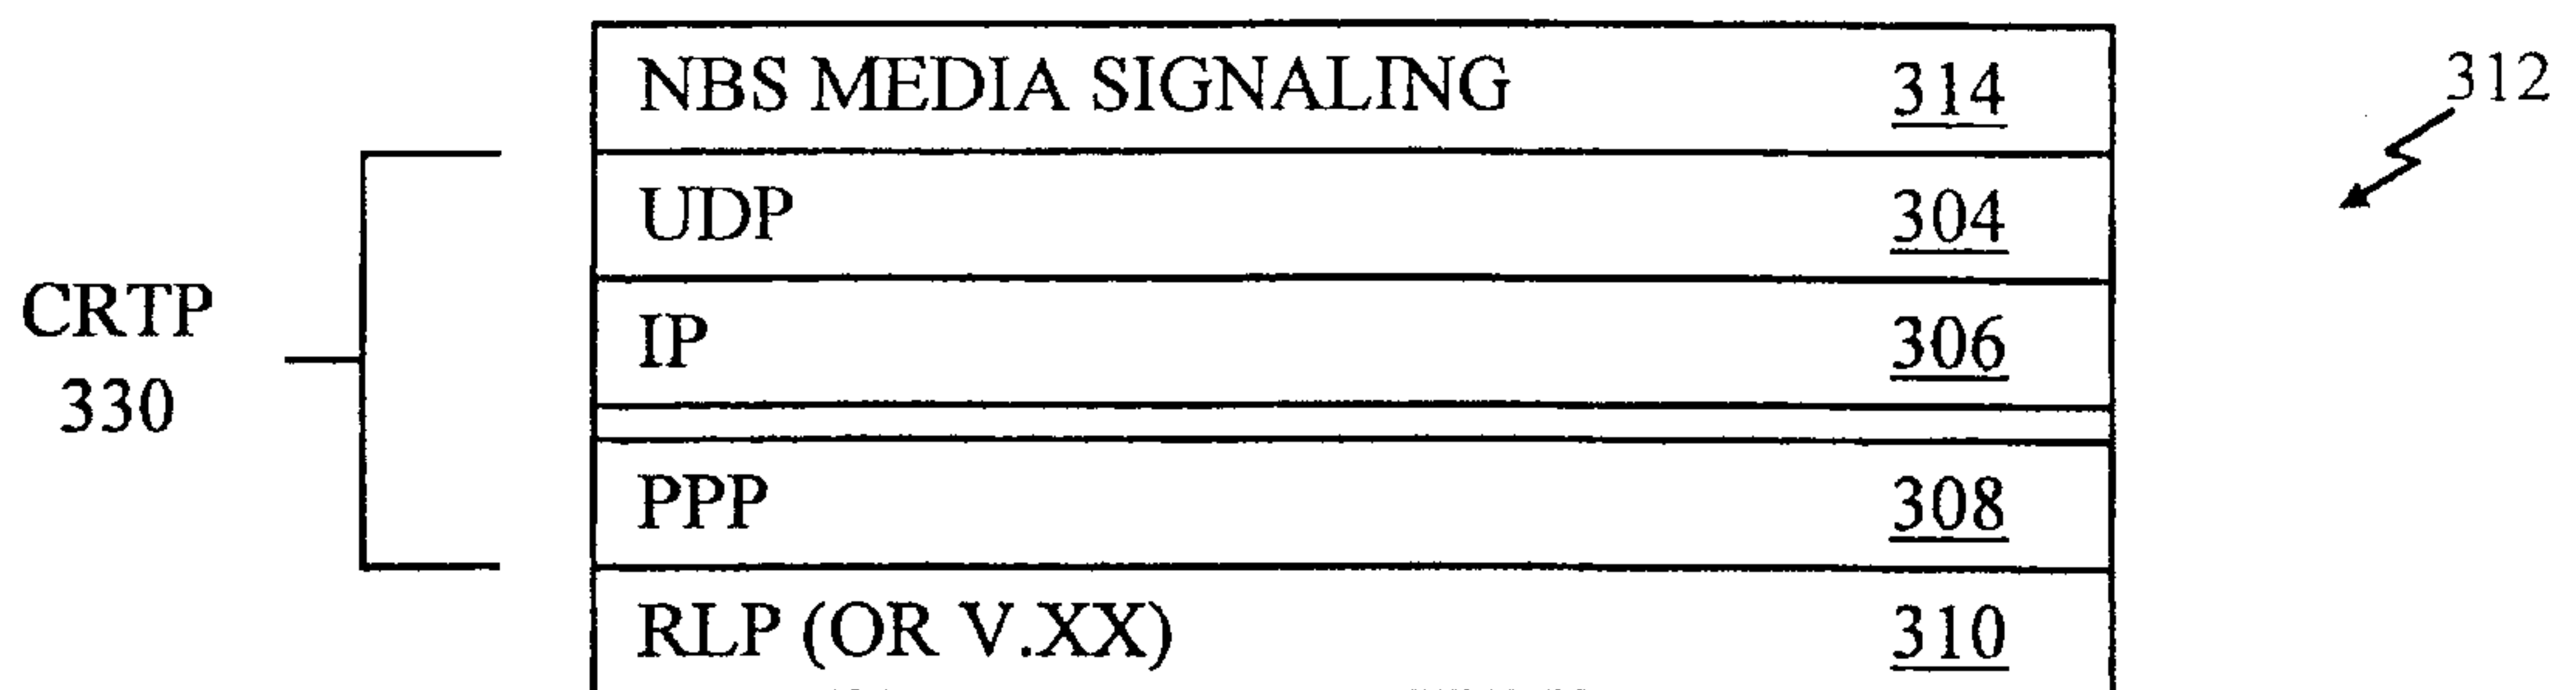 NBS MEDIA SIGNALING 314
312
UDP 304
CRTP
330
IP 306
PPP 308
RLP (OR V.XX) 310